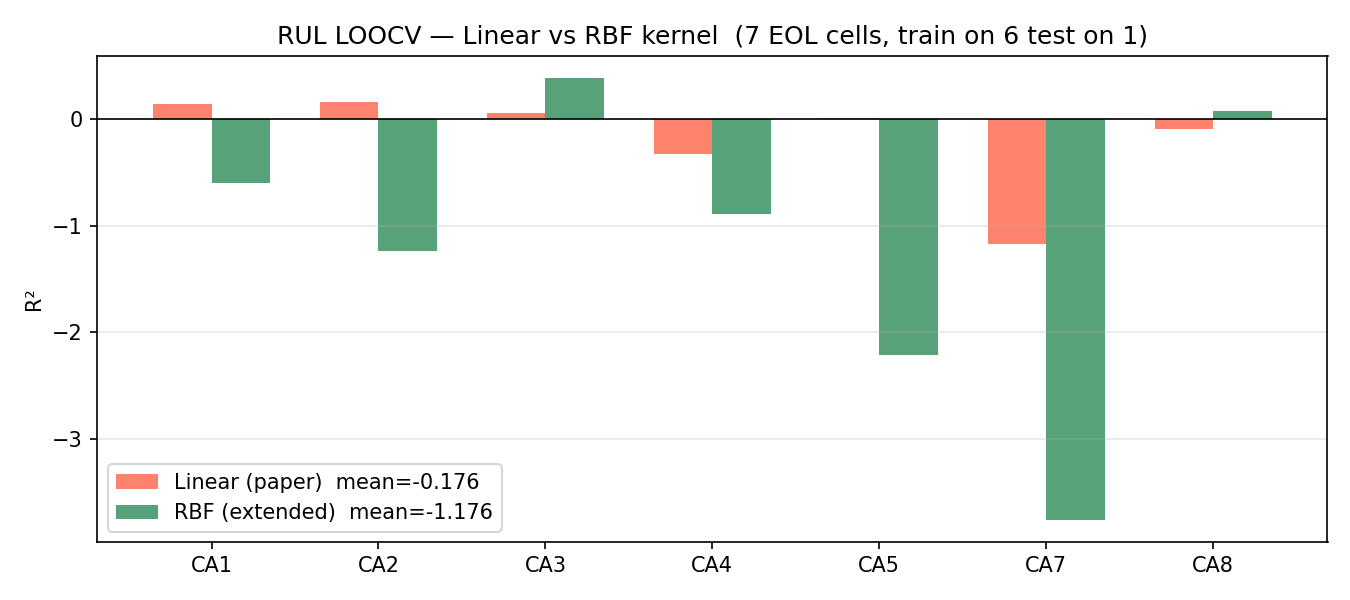 RUL LOOCV — Linear vs RBF kernel  (7 EOL cells, train on 6 test on 1)
R²
0
−1
−2
−3
Linear (paper)  mean=-0.176
RBF (extended)  mean=-1.176
CA1 CA2 CA3 CA4 CA5 CA7 CA8